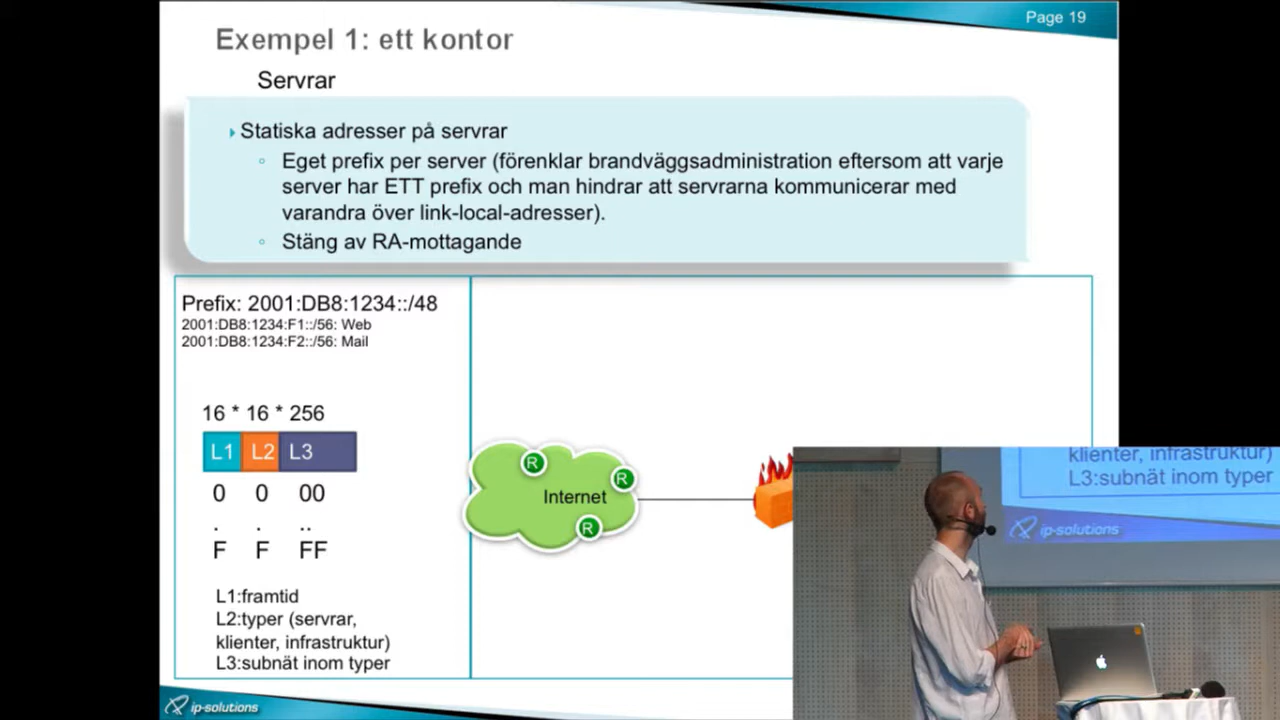 Page 19
Exempel 1: ett kontor
Servrar
Statiska adresser på servrar
Eget prefix per server (förenklar brandväggsadministration eftersom att varje
server har ETT prefix och man hindrar att servrarna kommunicerar med
varandra över link-local-adresser).
Stäng av RA-mottagande
Prefix: 2001:DB8:1234::/48
2001:DB8:1234:F1::/56: Web
2001:DB8:1234:F2::/56: Mail
16 * 16 * 256
L1 L2 L3
0 0 00
. . ..
F F FF
L1:framtid
L2:typer (servrar,
klienter, infrastruktur)
L3:subnät inom typer
R
R
Internet
R
klienter, infrastruktur)
L3:subnät inom typer
ip-solutions
ip-solutions